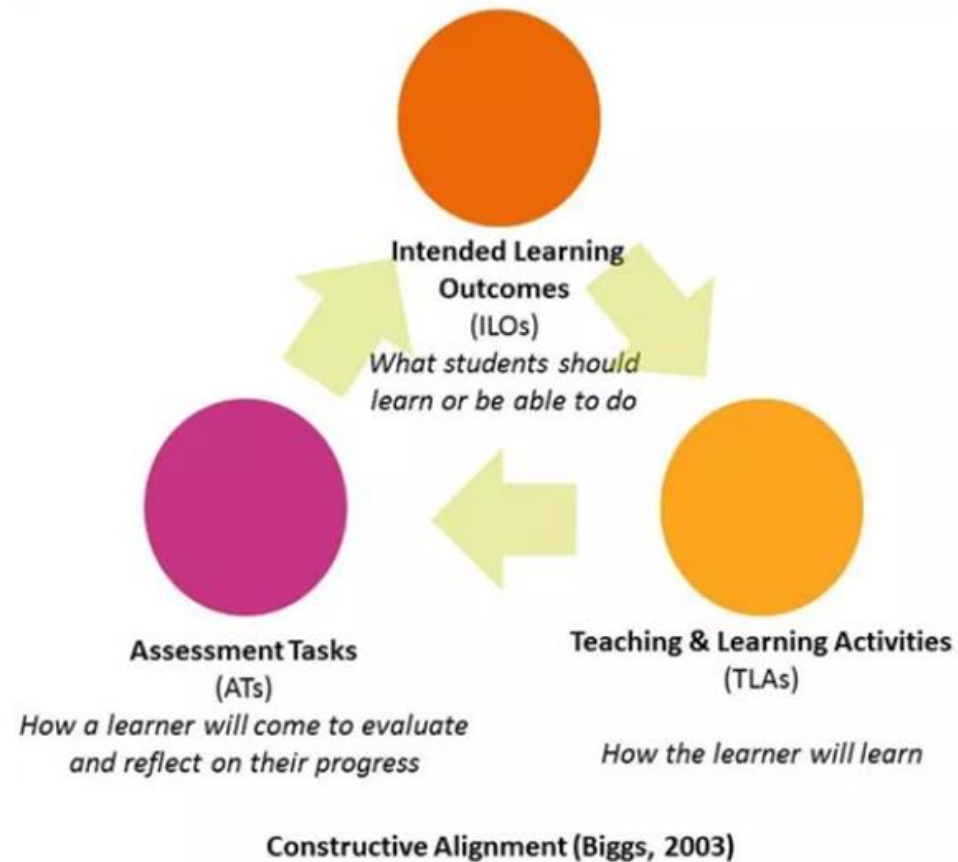 Intended Learning
Outcomes
(ILOs)
What students should
learn or be able to do
Assessment Tasks
(ATs)
How a learner will come to evaluate
and reflect on their progress
Teaching & Learning Activities
(TLAs)
How the learner will learn
Constructive Alignment (Biggs, 2003)